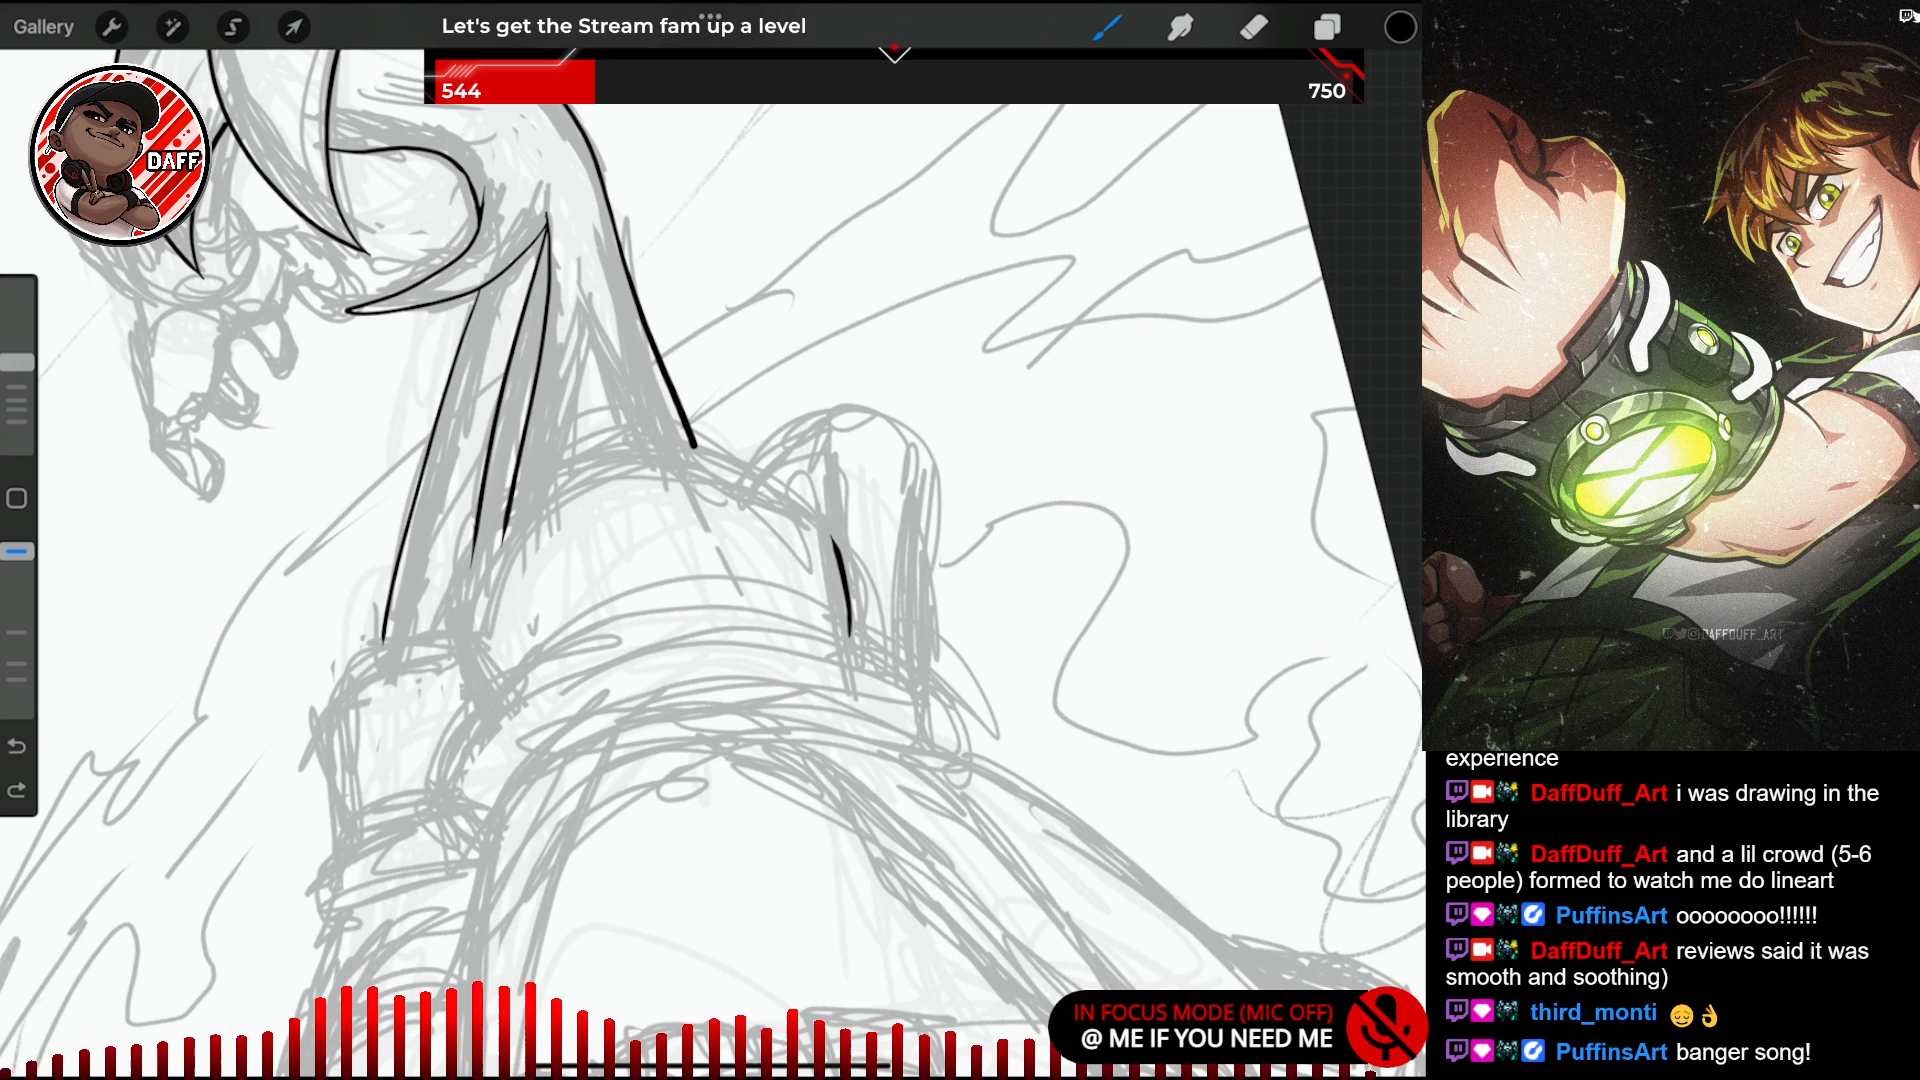 Gallery
Let's get the Stream fam up a level
544
750
DAFF
DAFFDUFF_ART
experience
DaffDuff_Art i was drawing in the
library
DaffDuff_Art and a lil crowd (5-6
people) formed to watch me do lineart
PuffinsArt oooooooo!!!!!!
DaffDuff_Art reviews said it was
smooth and soothing)
third_monti 😌👌
PuffinsArt banger song!
IN FOCUS MODE (MIC OFF)
@ ME IF YOU NEED ME